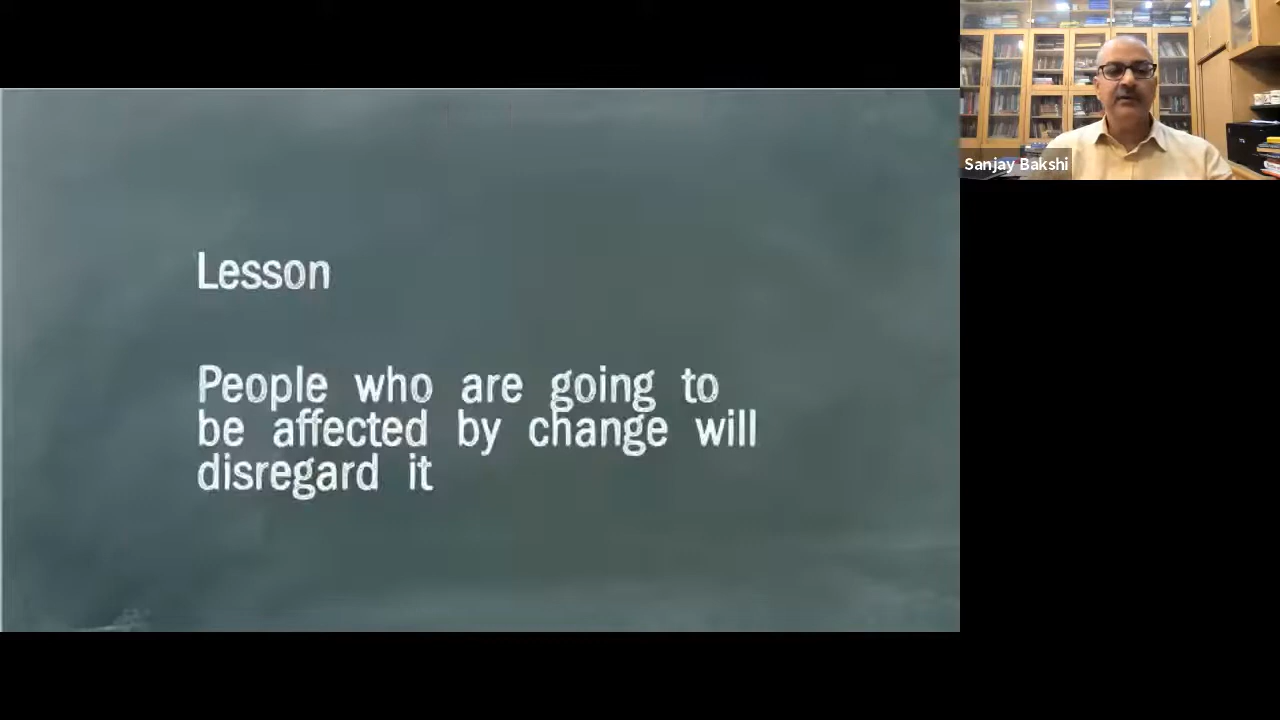 Lesson
People who are going to
be affected by change will
disregard it
Sanjay Bakshi